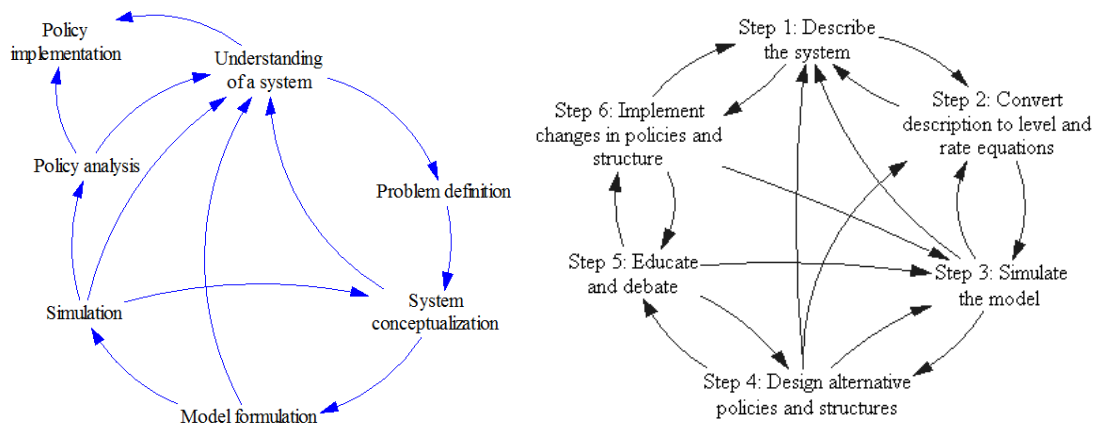 Policy
implementation
Understanding
of a system
Policy analysis
Problem definition
Simulation
System
conceptualization
Model formulation
Step 1: Describe
the system
Step 6: Implement
changes in policies and
structure
Step 2: Convert
description to level and
rate equations
Step 5: Educate
and debate
Step 3: Simulate
the model
Step 4: Design alternative
policies and structures